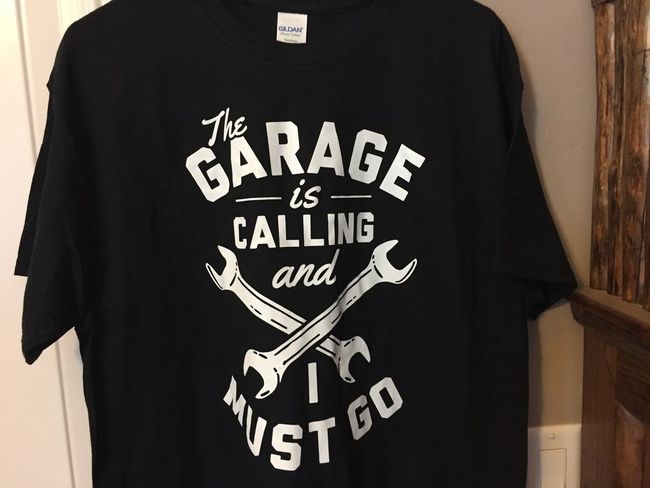 GILDAN
The
GARAGE
is
CALLING
and
I
MUST GO